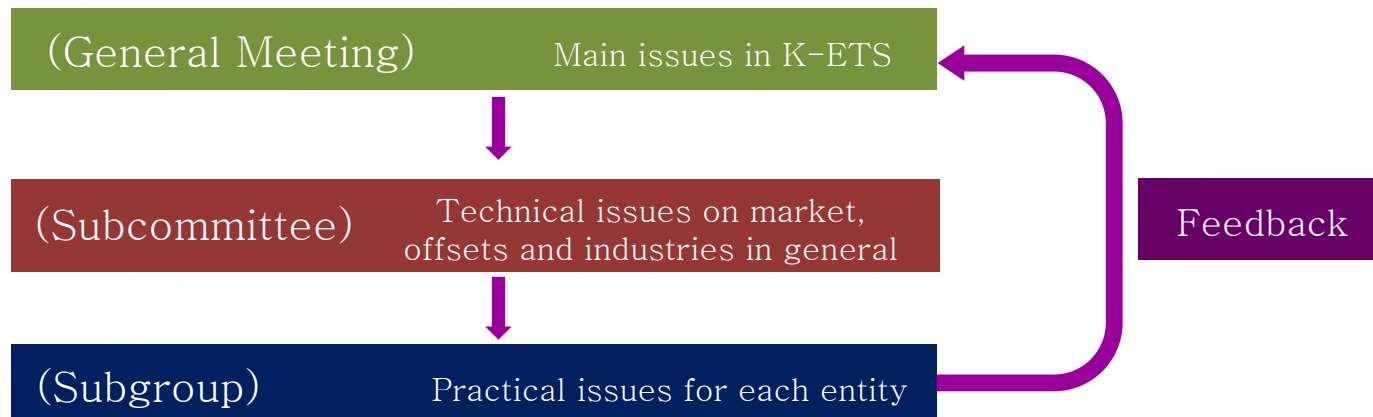 (General Meeting) Main issues in K-ETS
(Subcommittee) Technical issues on market,
offsets and industries in general
Feedback
(Subgroup) Practical issues for each entity